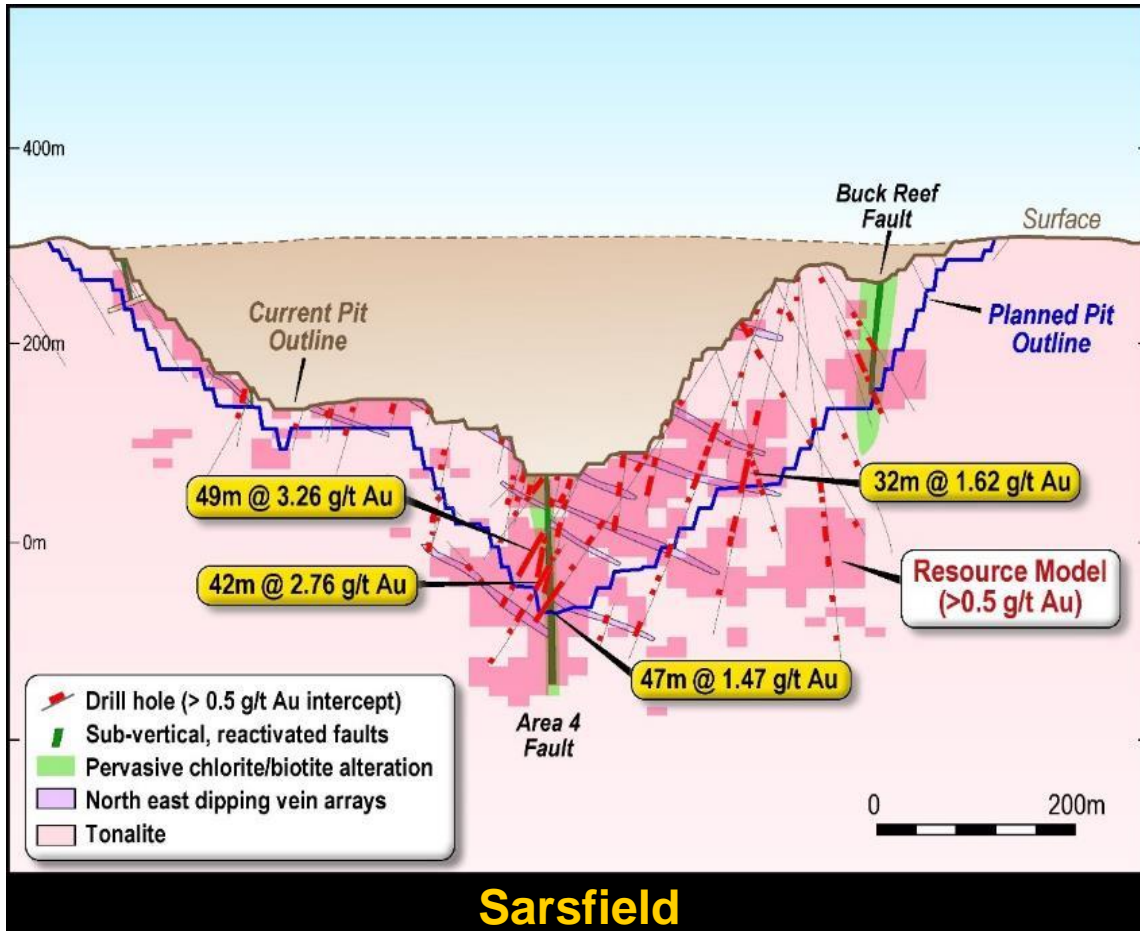 400m
Buck Reef
Fault
Surface
Current Pit
Outline
200m
Planned Pit
Outline
49m @ 3.26 g/t Au
32m @ 1.62 g/t Au
0m
42m @ 2.76 g/t Au
Resource Model
(>0.5 g/t Au)
47m @ 1.47 g/t Au
Drill hole (> 0.5 g/t Au intercept)
Sub-vertical, reactivated faults
Pervasive chlorite/biotite alteration
North east dipping vein arrays
Tonalite
Area 4
Fault
0 200m
Sarsfield